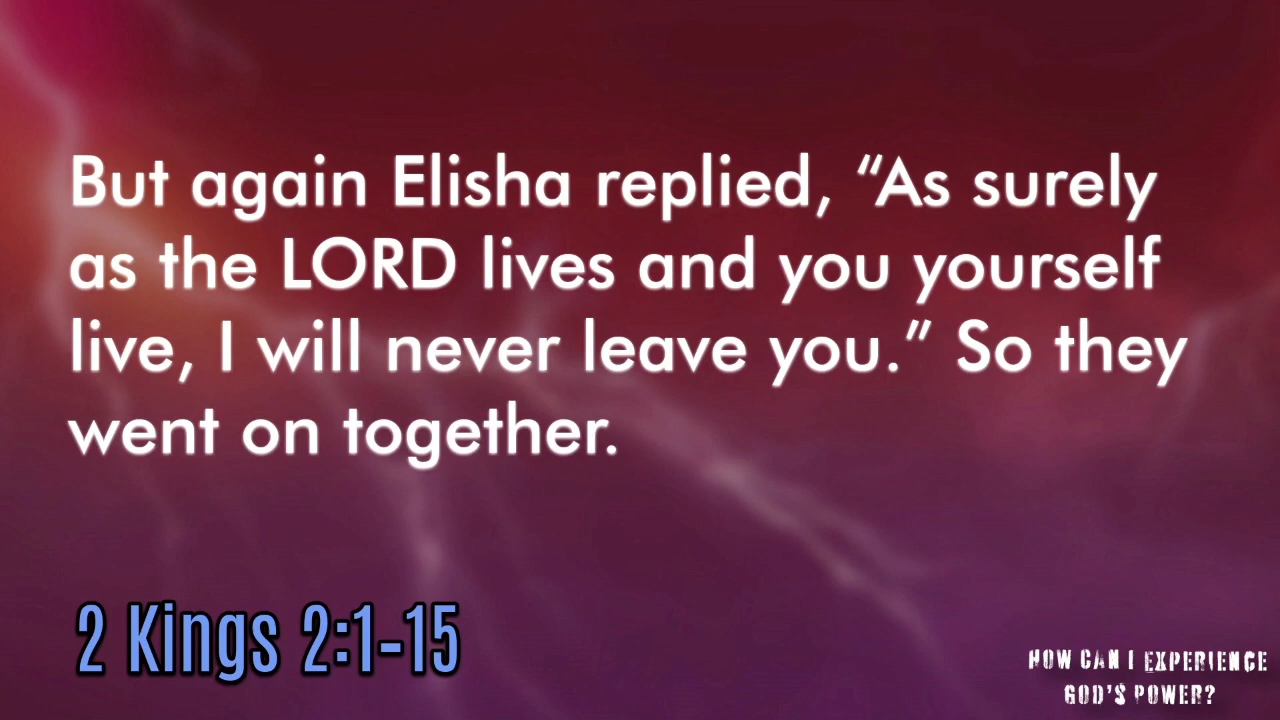 But again Elisha replied, “As surely
as the LORD lives and you yourself
live, I will never leave you.” So they
went on together.
2 Kings 2:1-15
HOW CAN I EXPERIENCE
GOD'S POWER?